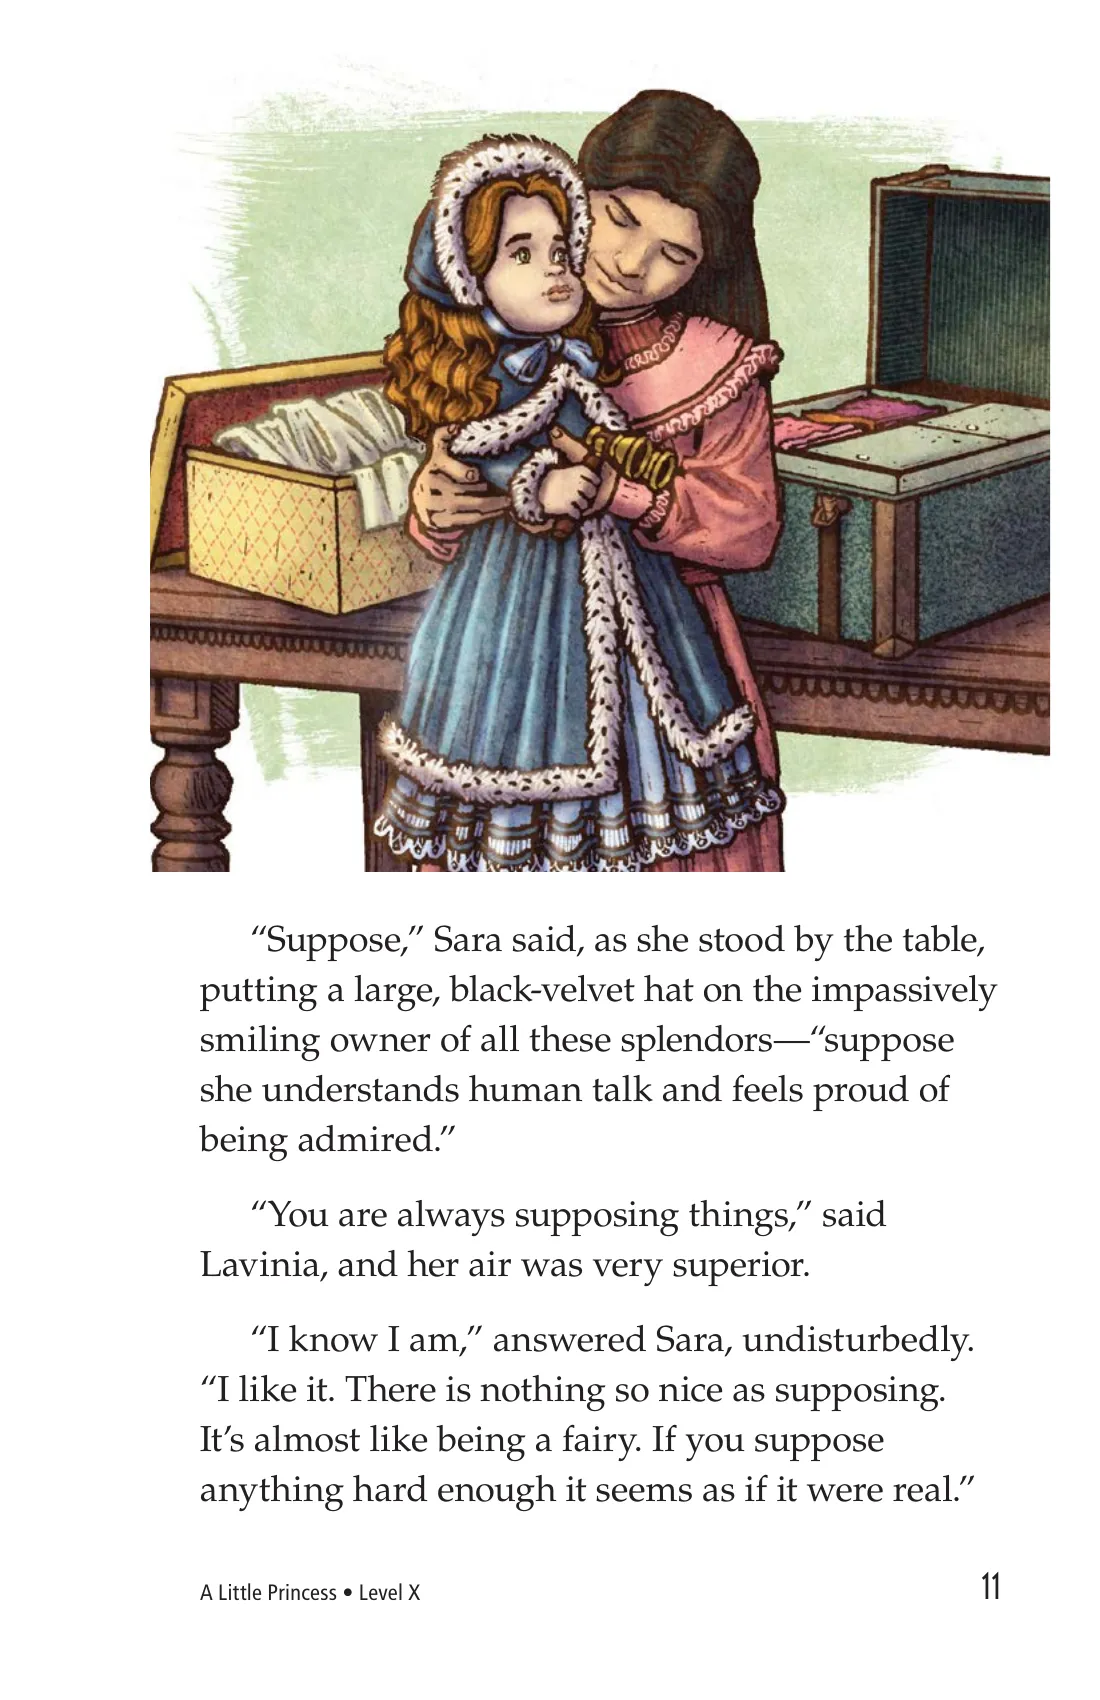 “Suppose,” Sara said, as she stood by the table,
putting a large, black-velvet hat on the impassively
smiling owner of all these splendors—“suppose
she understands human talk and feels proud of
being admired.”
“You are always supposing things,” said
Lavinia, and her air was very superior.
“I know I am,” answered Sara, undisturbedly.
“I like it. There is nothing so nice as supposing.
It’s almost like being a fairy. If you suppose
anything hard enough it seems as if it were real.”
A Little Princess • Level X
11